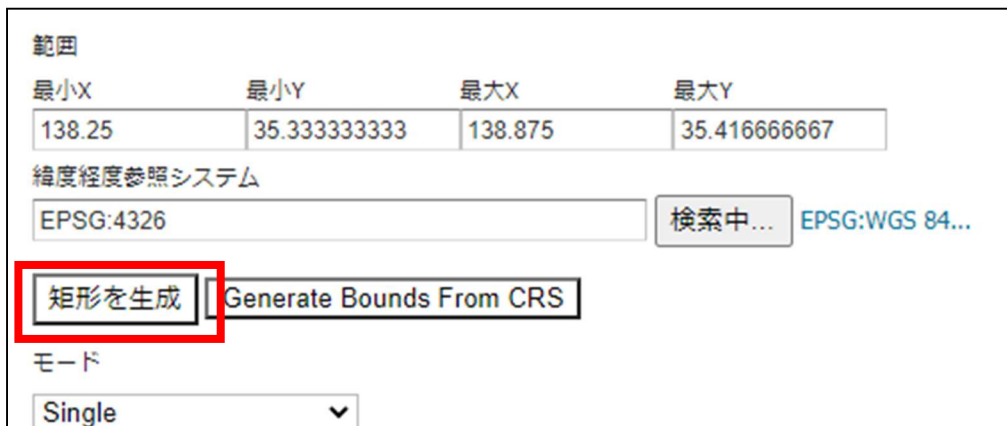 範囲
最小X 最小Y 最大X 最大Y
138.25 35.333333333 138.875 35.416666667
緯度経度参照システム
EPSG:4326 検索中... EPSG:WGS 84...
矩形を生成 Generate Bounds From CRS
モード
Single